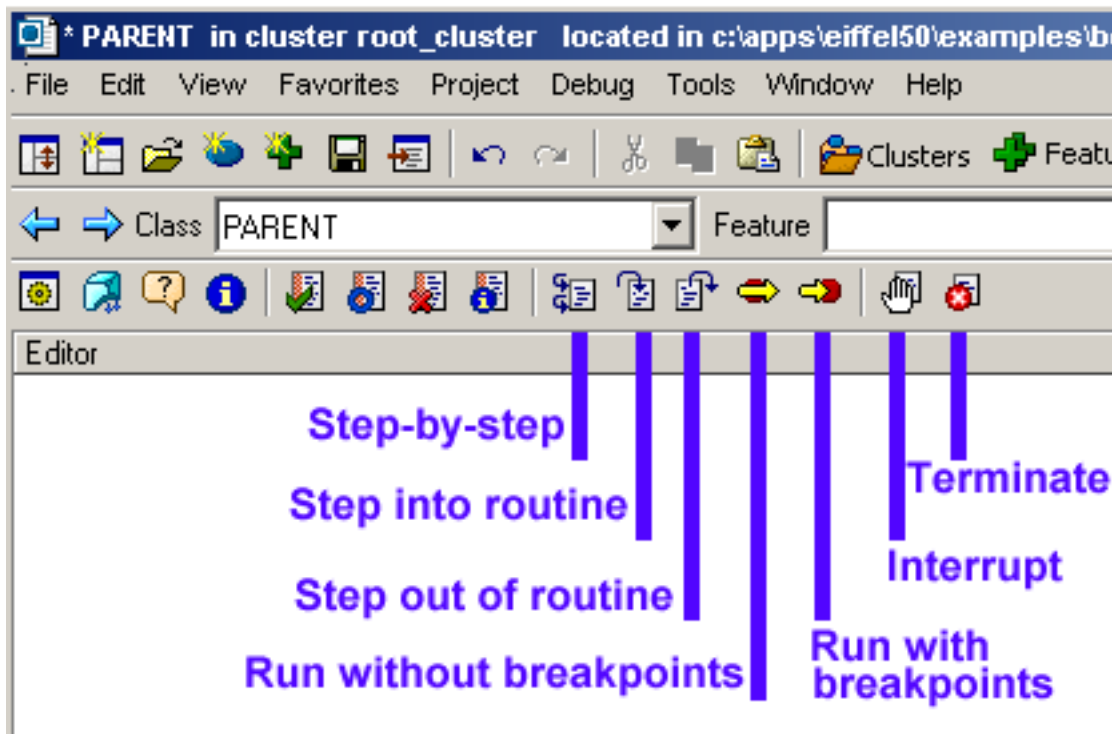 * PARENT in cluster root_cluster located in c:\apps\eiffel50\examples\b
File Edit View Favorites Project Debug Tools Window Help
Clusters Featu
Class PARENT Feature
Editor
Step-by-step
Terminate
Step into routine
Interrupt
Step out of routine
Run with
breakpoints
Run without breakpoints